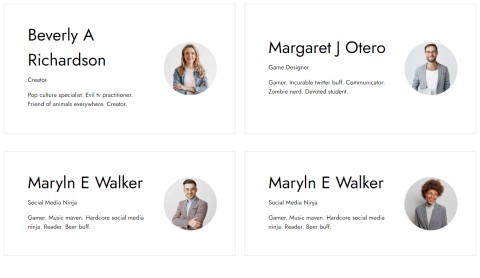 Beverly A
Richardson
Creator
Pop culture specialist. Evil tv practitioner.
Friend of animals everywhere. Creator.
Margaret J Otero
Game Designer
Gamer. Incurable twitter buff. Communicator.
Zombie nerd. Devoted student.
Maryln E Walker
Social Media Ninja
Gamer. Music maven. Hardcore social media
ninja. Reader. Beer buff.
Maryln E Walker
Social Media Ninja
Gamer. Music maven. Hardcore social media
ninja. Reader. Beer buff.